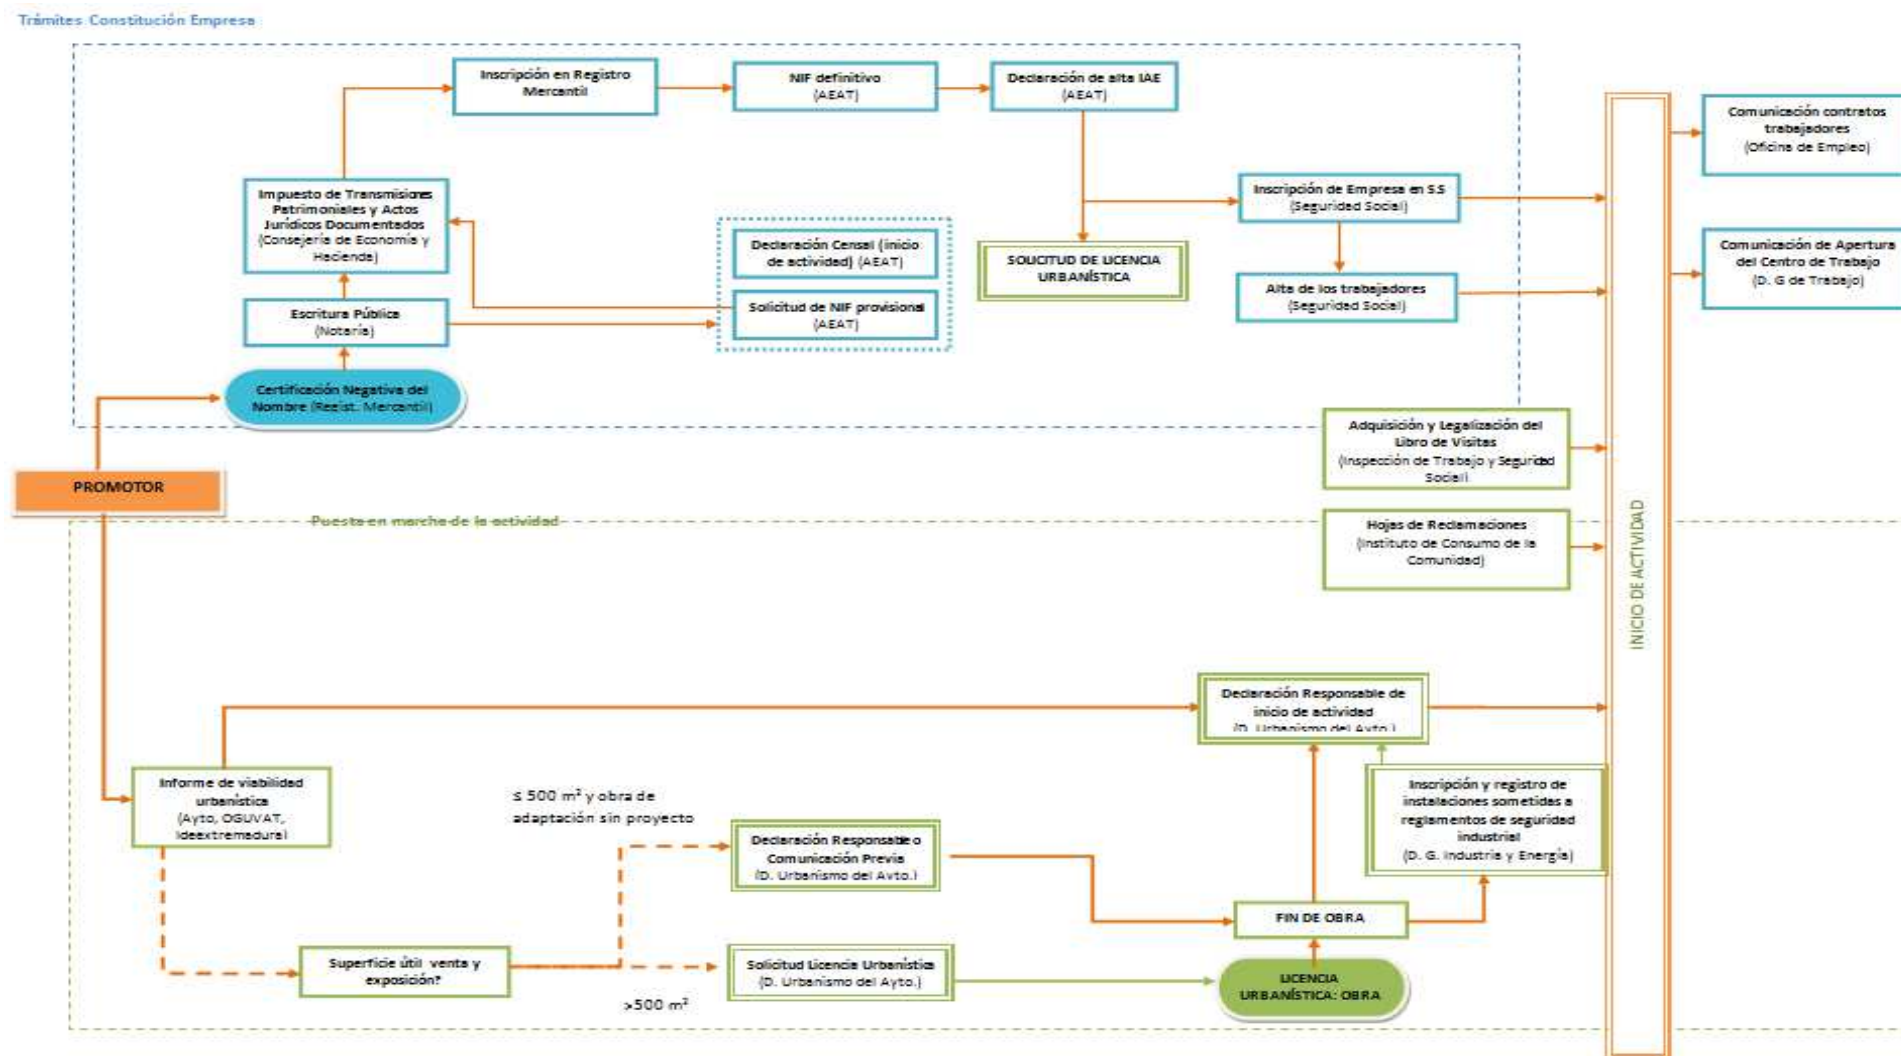 Trámites Constitución Empresa
Inscripción en Registro
Mercantil
NIF definitivo
(AEAT)
Declaración de alta IAE
(AEAT)
Comunicación contratos
trabajadores
(Oficina de Empleo)
Impuesto de Transmisiones
Patrimoniales y Actos
Jurídicos Documentados
(Consejería de Economía y
Hacienda)
Declaración Censal (inicio
de actividad) (AEAT)
Solicitud de NIF provisional
(AEAT)
SOLICITUD DE LICENCIA
URBANÍSTICA
Inscripción de Empresa en S.S
(Seguridad Social)
Alta de los trabajadores
(Seguridad Social)
Comunicación de Apertura
del Centro de Trabajo
(D. G de Trabajo)
Escritura Pública
(Notaría)
Certificación Negativa del
Nombre (Regist. Mercantil)
Adquisición y Legalización del
Libro de Visitas
(Inspección de Trabajo y Seguridad
Social)
PROMOTOR
Puesta en marcha de la actividad
Hojas de Reclamaciones
(Instituto de Consumo de la
Comunidad)
INICIO DE ACTIVIDAD
Declaración Responsable de
inicio de actividad
(D. Urbanismo del Ayto.)
Informe de viabilidad
urbanística
(Ayto, OGUVAT,
Ideextremadura)
≤ 500 m² y obra de
adaptación sin proyecto
Declaración Responsable o
Comunicación Previa
(D. Urbanismo del Ayto.)
Inscripción y registro de
instalaciones sometidas a
reglamentos de seguridad
industrial
(D. G. Industria y Energía)
FIN DE OBRA
Superficie útil venta y
exposición?
Solicitud Licencia Urbanística
(D. Urbanismo del Ayto.)
>500 m²
LICENCIA
URBANÍSTICA: OBRA